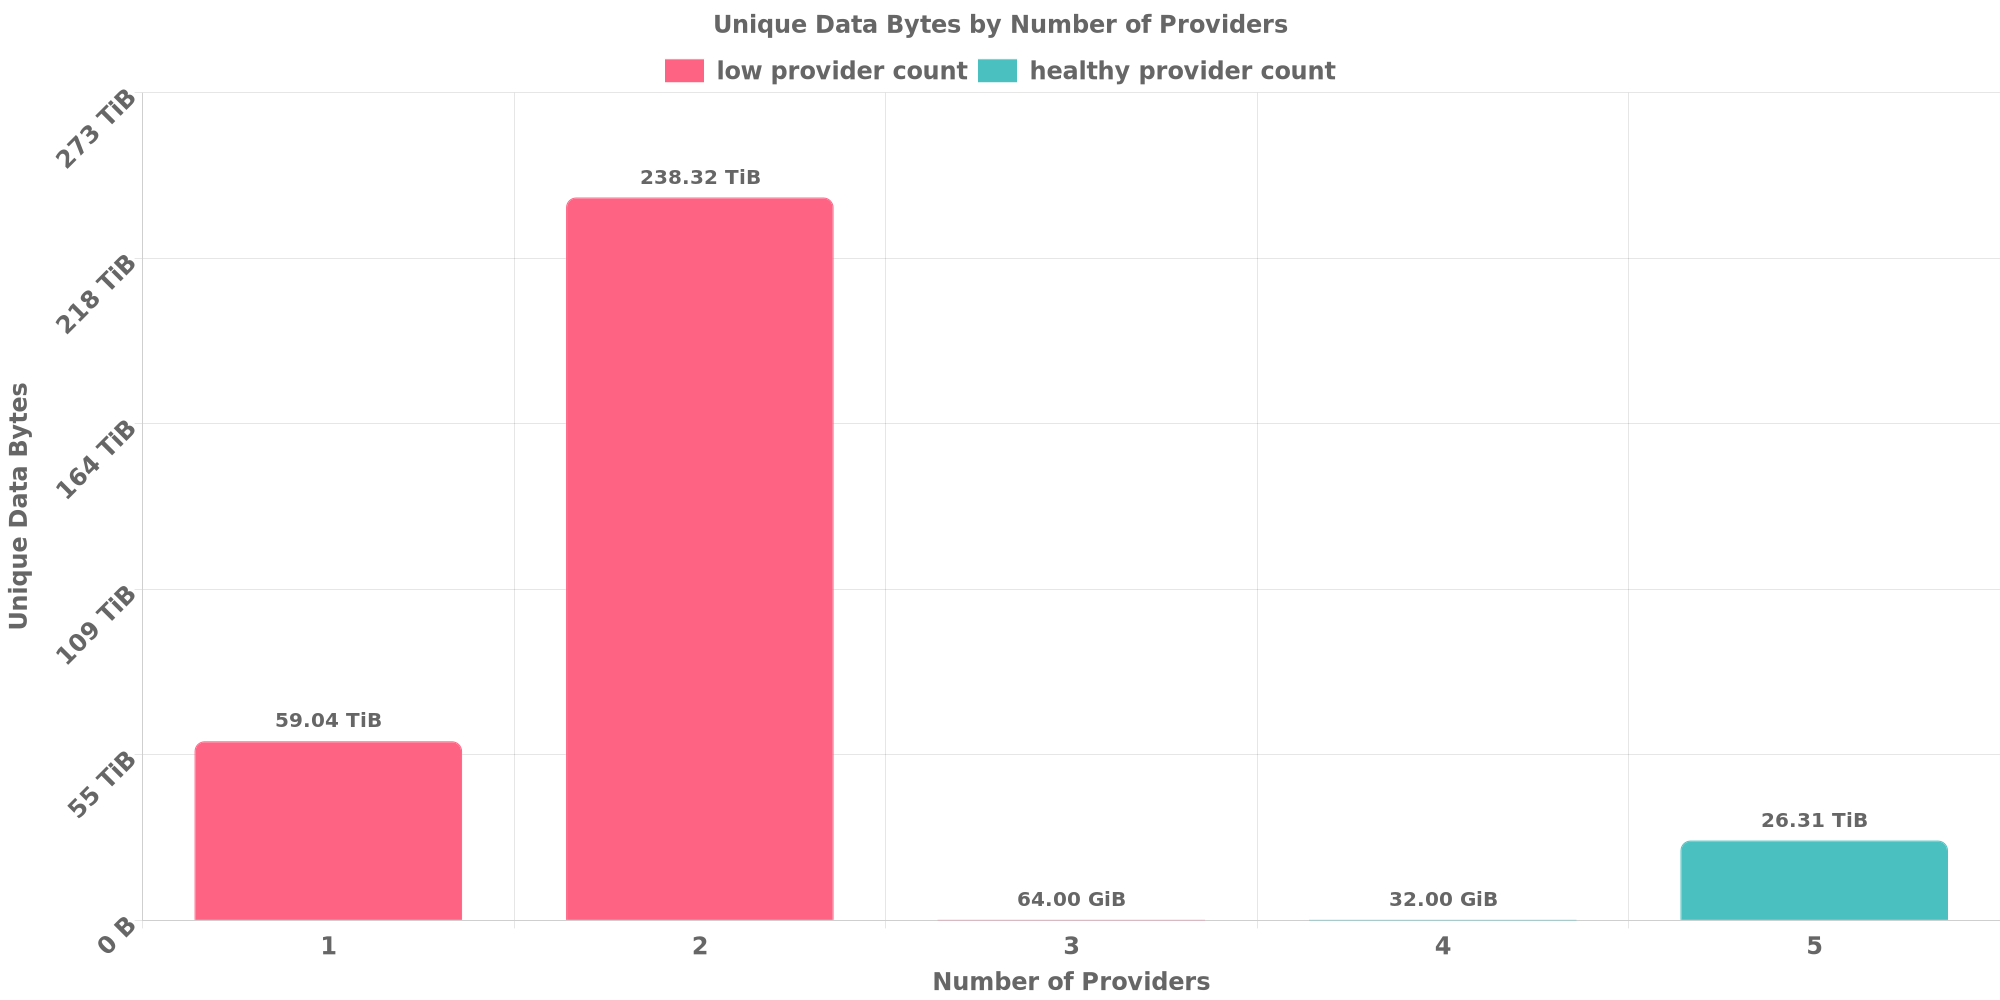 Unique Data Bytes by Number of Providers
low provider count healthy provider count
273 TiB
218 TiB
164 TiB
109 TiB
55 TiB
0 B
Unique Data Bytes
59.04 TiB
238.32 TiB
64.00 GiB
32.00 GiB
26.31 TiB
1 2 3 4 5
Number of Providers